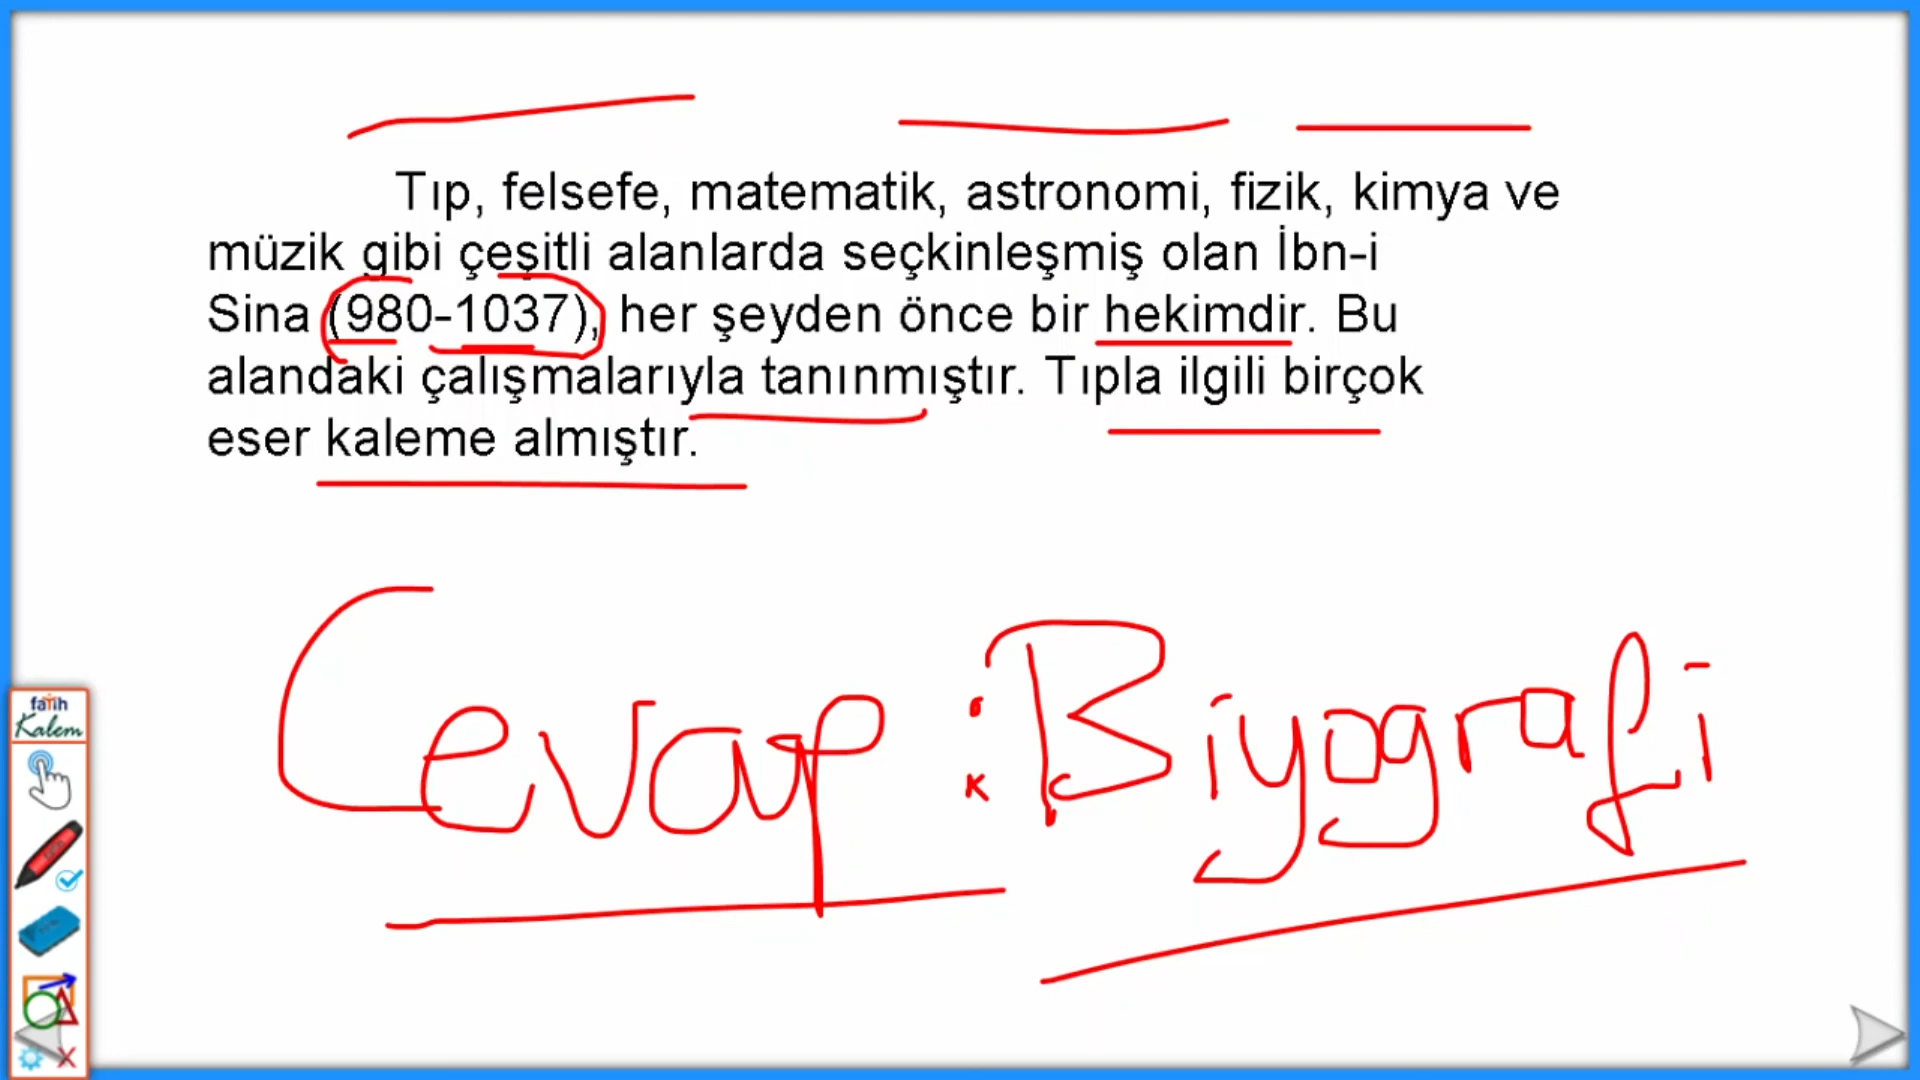 Tıp, felsefe, matematik, astronomi, fizik, kimya ve
müzik gibi çeşitli alanlarda seçkinleşmiş olan İbn-i
Sina (980-1037), her şeyden önce bir hekimdir. Bu
alandaki çalışmalarıyla tanınmıştır. Tıpla ilgili birçok
eser kaleme almıştır.
Cevap : Biyografi
fatih
Kalem